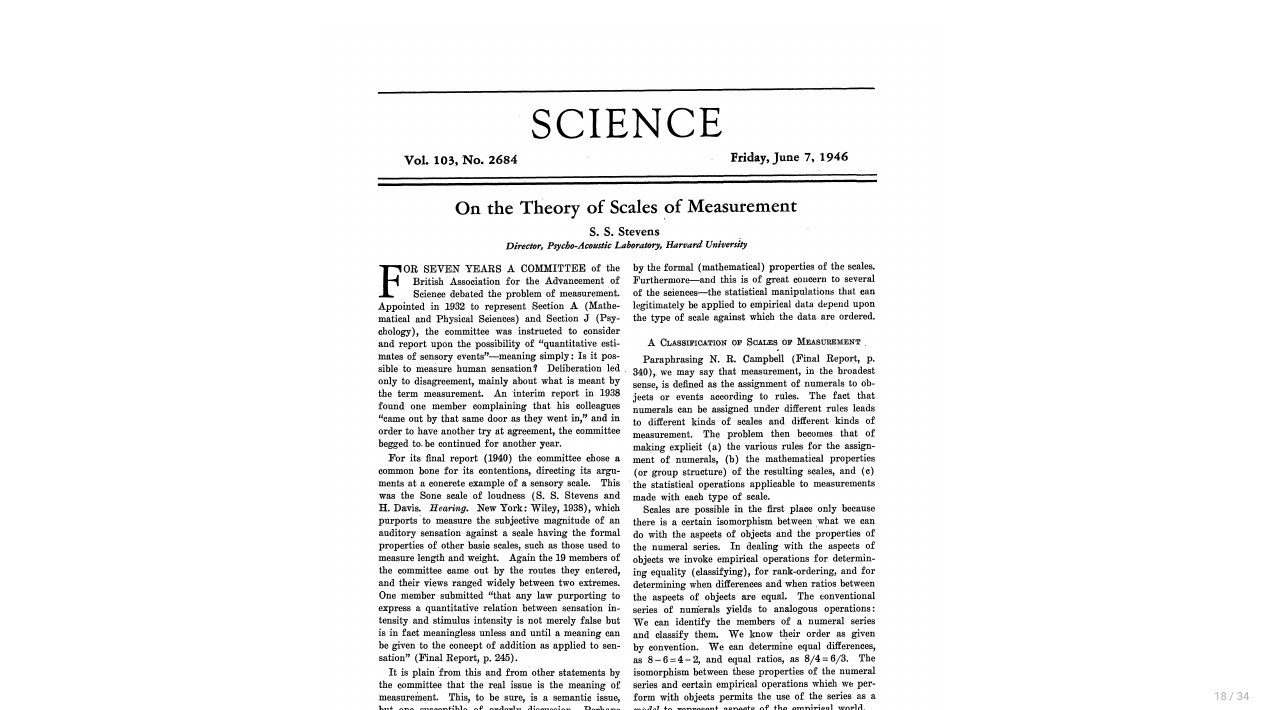 SCIENCE
Vol. 103, No. 2684
Friday, June 7, 1946
On the Theory of Scales of Measurement
S. S. Stevens
Director, Psycho-Acoustic Laboratory, Harvard University
FOR SEVEN YEARS A COMMITTEE of the
British Association for the Advancement of
Science debated the problem of measurement.
Appointed in 1932 to represent Section A (Mathe-
matical and Physical Sciences) and Section J (Psy-
chology), the committee was instructed to consider
and report upon the possibility of “quantitative esti-
mates of sensory events”—meaning simply: Is it pos-
sible to measure human sensation? Deliberation led
only to disagreement, mainly about what is meant by
the term measurement. An interim report in 1938
found one member complaining that his colleagues
“came out by that same door as they went in,” and in
order to have another try at agreement, the committee
begged to be continued for another year.
For its final report (1940) the committee chose a
common bone for its contentions, directing its argu-
ments at a concrete example of a sensory scale. This
was the Sone scale of loudness (S. S. Stevens and
H. Davis. Hearing. New York: Wiley, 1938), which
purports to measure the subjective magnitude of an
auditory sensation against a scale having the formal
properties of other basic scales, such as those used to
measure length and weight. Again the 19 members of
the committee came out by the routes they entered,
and their views ranged widely between two extremes.
One member submitted “that any law purporting to
express a quantitative relation between sensation in-
tensity and stimulus intensity is not merely false but
is in fact meaningless unless and until a meaning can
be given to the concept of addition as applied to sen-
sation” (Final Report, p. 245).
It is plain from this and from other statements by
the committee that the real issue is the meaning of
measurement. This, to be sure, is a semantic issue,
but one susceptible of orderly discussion. Perhaps
by the formal (mathematical) properties of the scales.
Furthermore—and this is of great concern to several
of the sciences—the statistical manipulations that can
legitimately be applied to empirical data depend upon
the type of scale against which the data are ordered.
A CLASSIFICATION OF SCALES OF MEASUREMENT
Paraphrasing N. R. Campbell (Final Report, p.
340), we may say that measurement, in the broadest
sense, is defined as the assignment of numerals to ob-
jects or events according to rules. The fact that
numerals can be assigned under different rules leads
to different kinds of scales and different kinds of
measurement. The problem then becomes that of
making explicit (a) the various rules for the assign-
ment of numerals, (b) the mathematical properties
(or group structure) of the resulting scales, and (c)
the statistical operations applicable to measurements
made with each type of scale.
Scales are possible in the first place only because
there is a certain isomorphism between what we can
do with the aspects of objects and the properties of
the numeral series. In dealing with the aspects of
objects we invoke empirical operations for determin-
ing equality (classifying), for rank-ordering, and for
determining when differences and when ratios between
the aspects of objects are equal. The conventional
series of numerals yields to analogous operations:
We can identify the members of a numeral series
and classify them. We know their order as given
by convention. We can determine equal differences,
as 8 – 6 = 4 – 2, and equal ratios, as 8/4 = 6/3. The
isomorphism between these properties of the numeral
series and certain empirical operations which we per-
form with objects permits the use of the series as a
model to represent aspects of the empirical world.
18 / 34